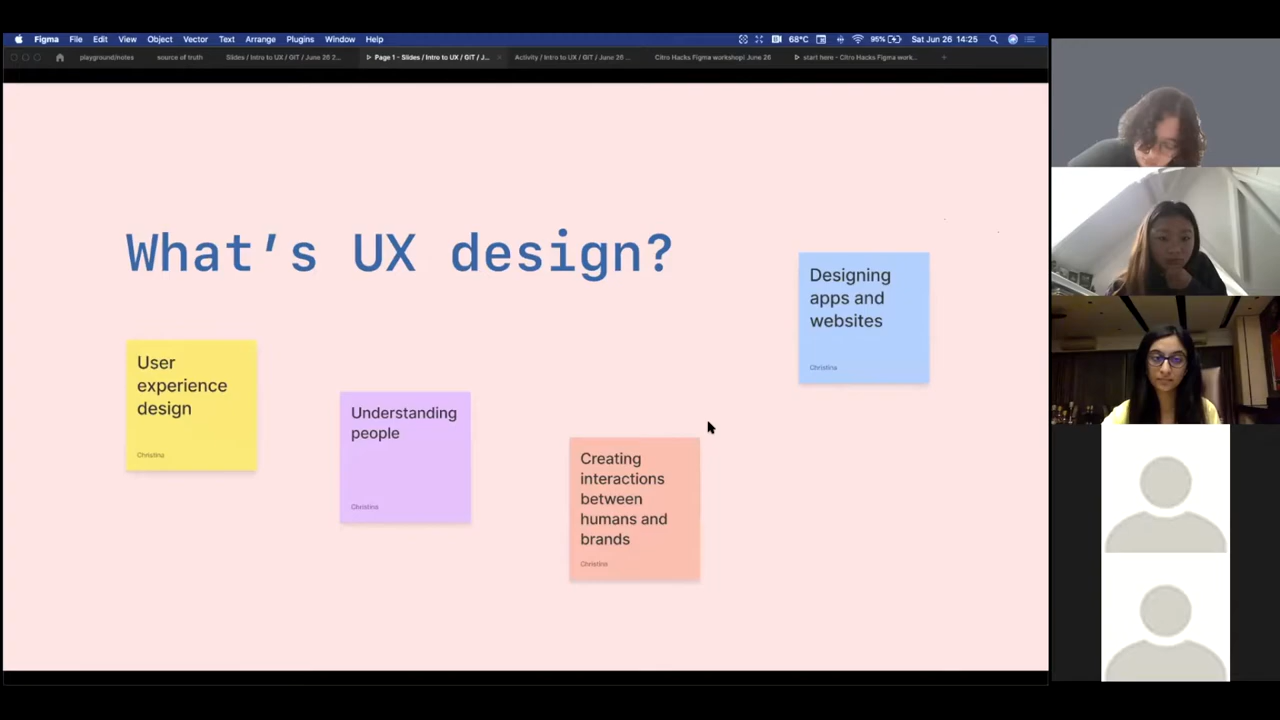 Figma File Edit View Object Vector Text Arrange Plugins Window Help 68°C 95% Sat Jun 26 14:25
playground/notes source of truth Slides / Intro to UX / GIT / June 26 2... Page 1 - Slides / Intro to UX / GIT / J... Activity / Intro to UX / GIT / June 26 ... Citro Hacks Figma workshop| June 26 start here - Citro Hacks Figma work...
What's UX design?
Designing
apps and
websites
Christina
User
experience
design
Christina
Understanding
people
Christina
Creating
interactions
between
humans and
brands
Christina